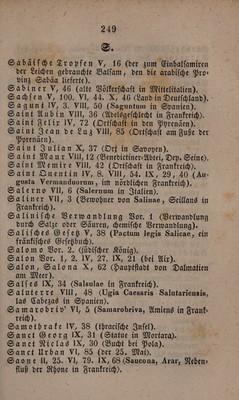 249
S.
Sabäische Tropfen V, 16 (der zum Einbalsamiren
der Leichen gebrauchte Balsam, den die arabische Pro-
vinz Sabäa lieferte).
Sabiner V, 46 (alte Völkerschaft in Mittelitalien).
Sachsen V, 100. VI, 44. X, 46 (Land in Deutschland).
Sagunt IV, 3. VIII, 50 (Saguntum in Spanien).
Saint Aubin VIII, 36 (Adelsgeschlecht in Frankreich).
Saint Felix IV, 72 (Ortschaft in den Pyrenäen).
Saint Jean de Luz VIII, 85 (Ortschaft am Fuße der
Pyrenäen).
Saint Julian X, 37 (Ort in Savoyen).
Saint Maur VIII, 12 (Benedictiner-Abtei, Dep. Seine).
Saint Memire VIII, 42 (Ortschaft in Frankreich).
Saint Quentin IV, 8. VIII, 54. IX, 29, 40 (Au-
gusta Vermanduorum, im nördlichen Frankreich).
Salerno VII, 6 (Salernum in Italien).
Saliner VII, 3 (Bewohner von Salinae, Seillans in
Frankreich).
Salinische Verwandlung Vor. 1 (Verwandlung
durch Salze oder Säuren, chemische Verwandlung).
Salisches Gesetz V, 38 (Pactum legis Salicae, ein
fränkisches Gesetzbuch).
Salomo Vor. 2. (jüdischer König).
Salon Vor. 1, 2. IV, 27. IX, 21 (bei Air).
Salon, Salona X, 62 (Hauptstadt von Dalmatien
am Meer).
Salses IX, 34 (Salsulae in Frankreich).
Saluterre VIII, 48 (Ugia Caesaris Salutariensis,
las Cabezas in Spanien).
Samarobriv' VI, 5 (Samarobriva, Amiens in Frank-
reich).
Samothrake IV, 38 (thracische Insel).
Sanct Georg IX, 31 (Statue in Mortara).
Sanct Niclas IX, 30 (Bucht bei Pola).
Sanct Urban VI, 85 (der 25. Mai).
Saone II, 25. VI, 79. IX, 68 (Saucona, Arar, Neben-
fluß der Rhone in Frankreich).